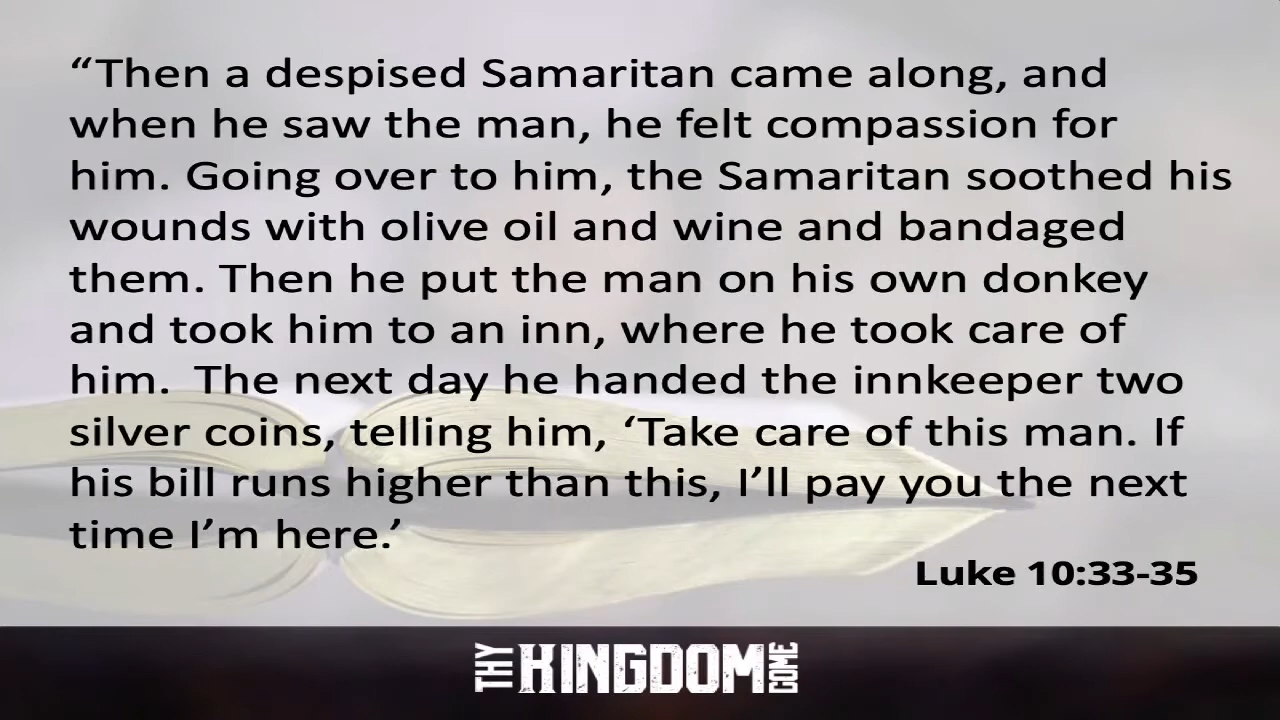 “Then a despised Samaritan came along, and
when he saw the man, he felt compassion for
him. Going over to him, the Samaritan soothed his
wounds with olive oil and wine and bandaged
them. Then he put the man on his own donkey
and took him to an inn, where he took care of
him.  The next day he handed the innkeeper two
silver coins, telling him, ‘Take care of this man. If
his bill runs higher than this, I’ll pay you the next
time I’m here.’
Luke 10:33-35
THY KINGDOM COME